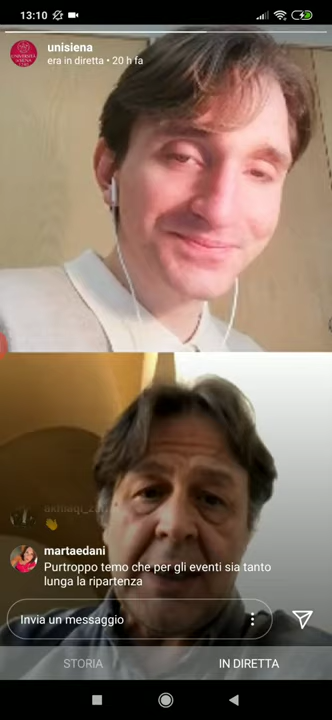 13:10
unisiena
era in diretta • 20 h fa
martaedani
Purtroppo temo che per gli eventi sia tanto
lunga la ripartenza
Invia un messaggio
STORIA
IN DIRETTA